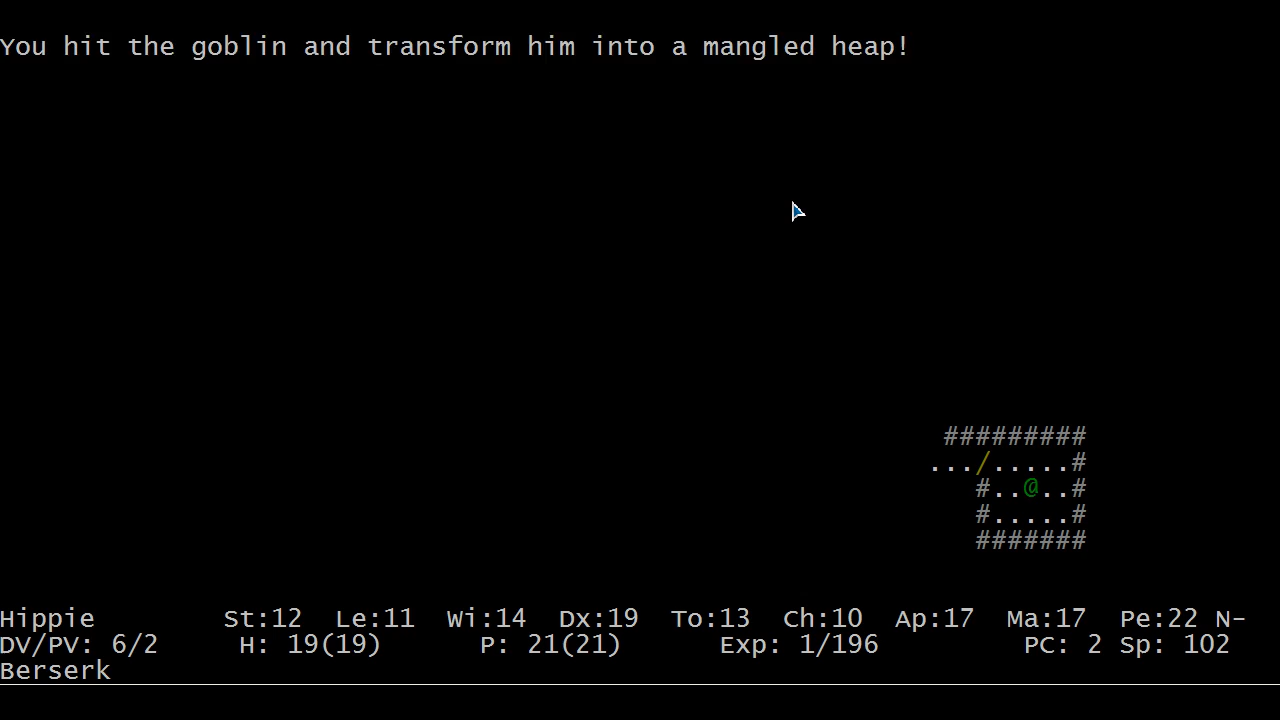 You hit the goblin and transform him into a mangled heap!
#########
.../.....#
#..@..#
#.....#
#######
Hippie St:12 Le:11 Wi:14 Dx:19 To:13 Ch:10 Ap:17 Ma:17 Pe:22 N-
DV/PV: 6/2 H: 19(19) P: 21(21) Exp: 1/196 PC: 2 Sp: 102
Berserk